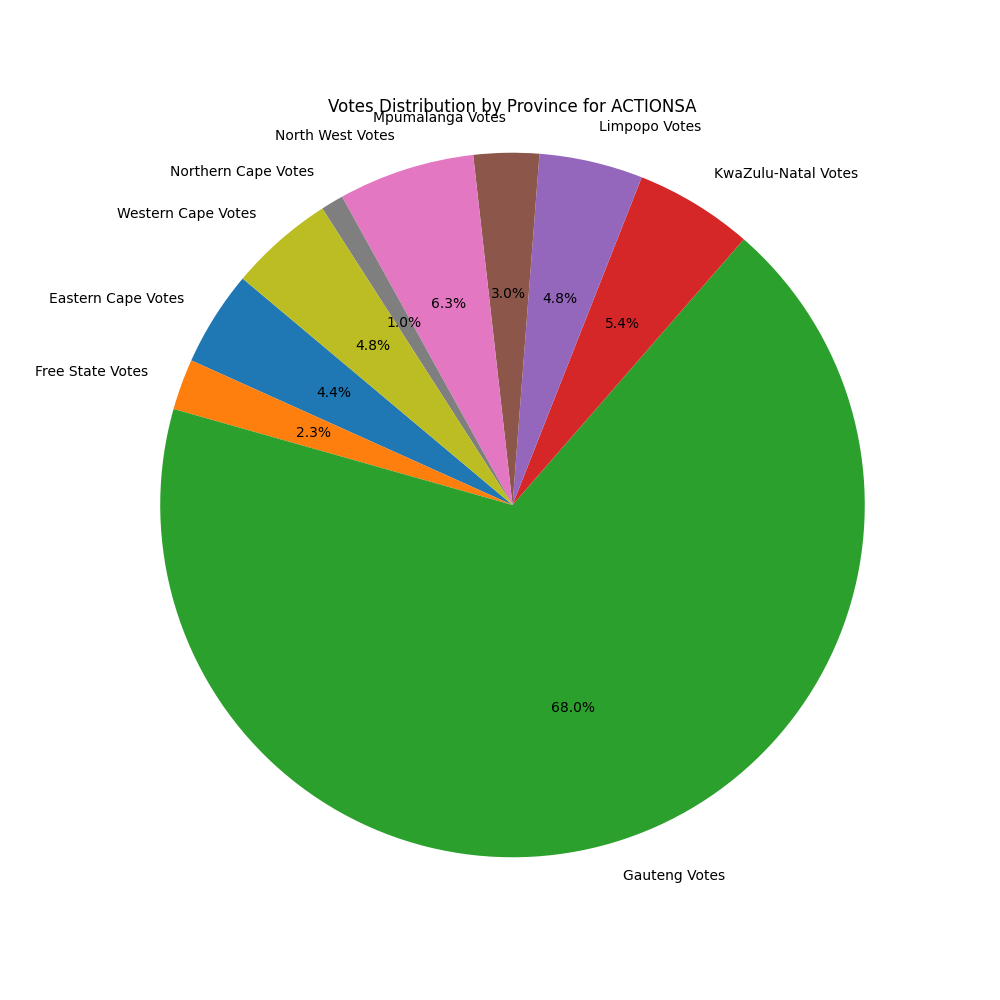 Votes Distribution by Province for ACTIONSA
Mpumalanga Votes
Limpopo Votes
North West Votes
Northern Cape Votes
KwaZulu-Natal Votes
Western Cape Votes
Eastern Cape Votes
Free State Votes
3.0%
4.8%
6.3%
1.0%
5.4%
4.8%
4.4%
2.3%
68.0%
Gauteng Votes